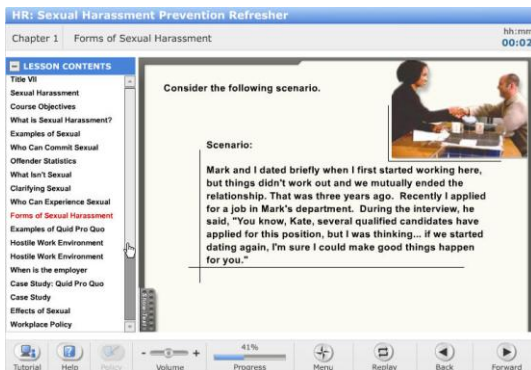 HR: Sexual Harassment Prevention Refresher
Chapter 1 Forms of Sexual Harassment
hh:mm
00:02
LESSON CONTENTS
Title VII
Sexual Harassment
Course Objectives
What is Sexual Harassment?
Examples of Sexual
Who Can Commit Sexual
Offender Statistics
What Isn't Sexual
Clarifying Sexual
Who Can Experience Sexual
Forms of Sexual Harassment
Examples of Quid Pro Quo
Hostile Work Environment
Hostile Work Environment
When is the employer
Case Study: Quid Pro Quo
Case Study
Effects of Sexual
Workplace Policy
Consider the following scenario.
Scenario:
Mark and I dated briefly when I first started working here,
but things didn't work out and we mutually ended the
relationship. That was three years ago. Recently I applied
for a job in Mark's department. During the interview, he
said, "You know, Kate, several qualified candidates have
applied for this position, but I was thinking... if we started
dating again, I'm sure I could make good things happen
for you."
Show Text
Tutorial
Help
Policy
- +
Volume
41%
Progress
Menu
Replay
Back
Forward